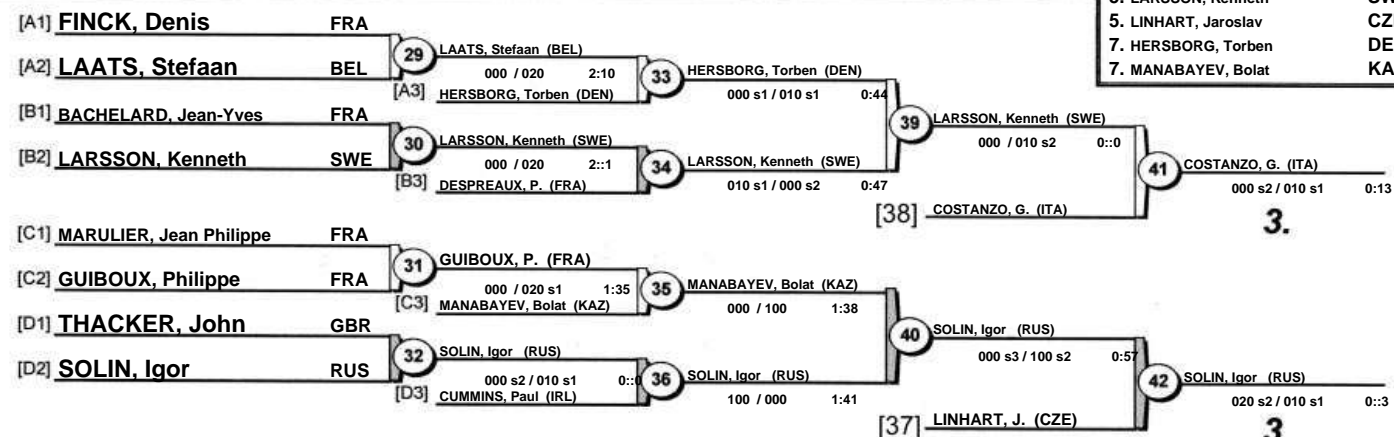 5. LINHART, Jaroslav CZE
7. HERSBORG, Torben DE
7. MANABAYEV, Bolat KA
[A1] FINCK, Denis FRA
[A2] LAATS, Stefaan BEL
[B1] BACHELARD, Jean-Yves FRA
[B2] LARSSON, Kenneth SWE
[C1] MARULIER, Jean Philippe FRA
[C2] GUIBOUX, Philippe FRA
[D1] THACKER, John GBR
[D2] SOLIN, Igor RUS
29
LAATS, Stefaan (BEL)
000 / 020 2:10
[A3] HERSBORG, Torben (DEN)
30
LARSSON, Kenneth (SWE)
000 / 020 2::1
[B3] DESPREAUX, P. (FRA)
31
GUIBOUX, P. (FRA)
000 / 020 s1 1:35
[C3] MANABAYEV, Bolat (KAZ)
32
SOLIN, Igor (RUS)
000 s2 / 010 s1 0::0
[D3] CUMMINS, Paul (IRL)
33
HERSBORG, Torben (DEN)
000 s1 / 010 s1 0:44
34
LARSSON, Kenneth (SWE)
010 s1 / 000 s2 0:47
35
MANABAYEV, Bolat (KAZ)
000 / 100 1:38
36
SOLIN, Igor (RUS)
100 / 000 1:41
39
LARSSON, Kenneth (SWE)
000 / 010 s2 0::0
[38] COSTANZO, G. (ITA)
40
SOLIN, Igor (RUS)
000 s3 / 100 s2 0:57
[37] LINHART, J. (CZE)
41
COSTANZO, G. (ITA)
000 s2 / 010 s1 0:13
3.
42
SOLIN, Igor (RUS)
020 s2 / 010 s1 0::3
3